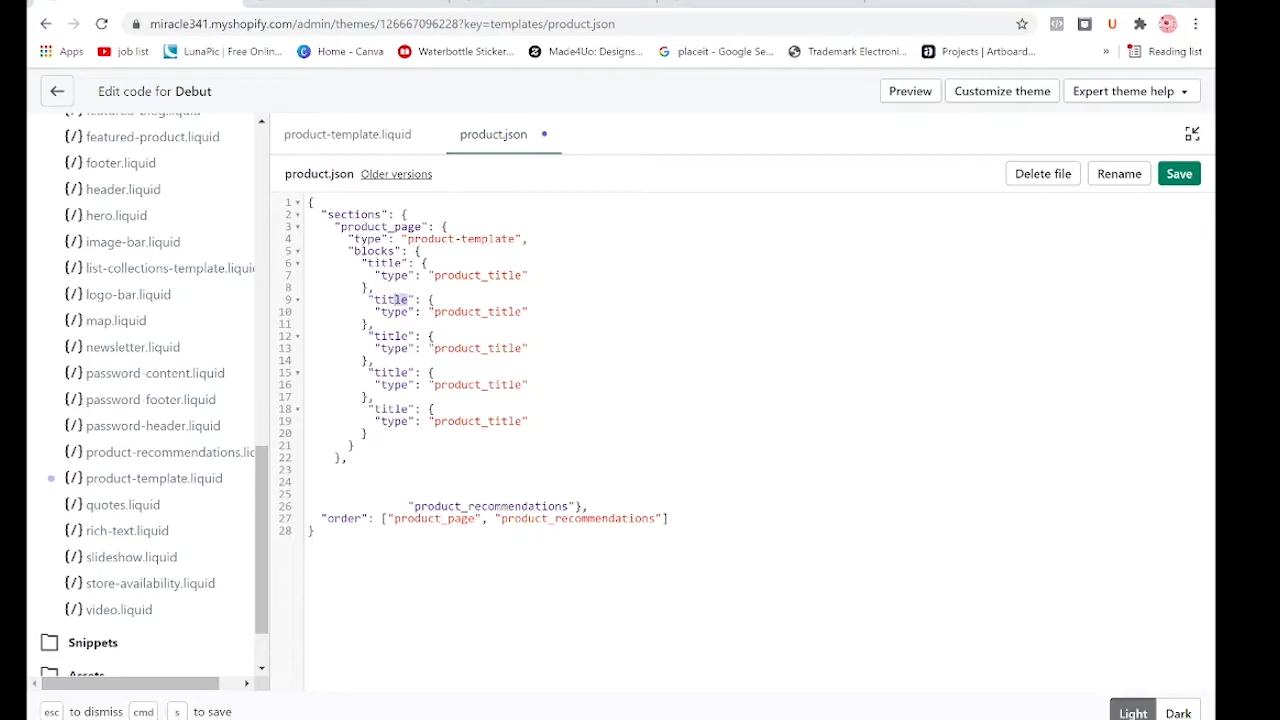 miracle341.myshopify.com/admin/themes/126667096228?key=templates/product.json
Apps job list LunaPic | Free Onlin... Home - Canva Waterbottle Sticker... Made4Uo: Designs... placeit - Google Se... Trademark Electroni... Projects | Artboard... » Reading list
Edit code for Debut Preview Customize theme Expert theme help
featured-blog.liquid
{/} featured-product.liquid
{/} footer.liquid
{/} header.liquid
{/} hero.liquid
{/} image-bar.liquid
{/} list-collections-template.liquid
{/} logo-bar.liquid
{/} map.liquid
{/} newsletter.liquid
{/} password-content.liquid
{/} password-footer.liquid
{/} password-header.liquid
{/} product-recommendations.lic
{/} product-template.liquid
{/} quotes.liquid
{/} rich-text.liquid
{/} slideshow.liquid
{/} store-availability.liquid
{/} video.liquid
Snippets
Assets
product-template.liquid product.json
product.json Older versions Delete file Rename Save
1 {
2 "sections": {
3 "product_page": {
4 "type": "product-template",
5 "blocks": {
6 "title": {
7 "type": "product_title"
8 },
9 "title": {
10 "type": "product_title"
11 },
12 "title": {
13 "type": "product_title"
14 },
15 "title": {
16 "type": "product_title"
17 },
18 "title": {
19 "type": "product_title"
20 }
21 }
22 },
23
24
25
26 "product_recommendations"},
27 "order": ["product_page", "product_recommendations"]
28 }
esc to dismiss cmd s to save Light Dark